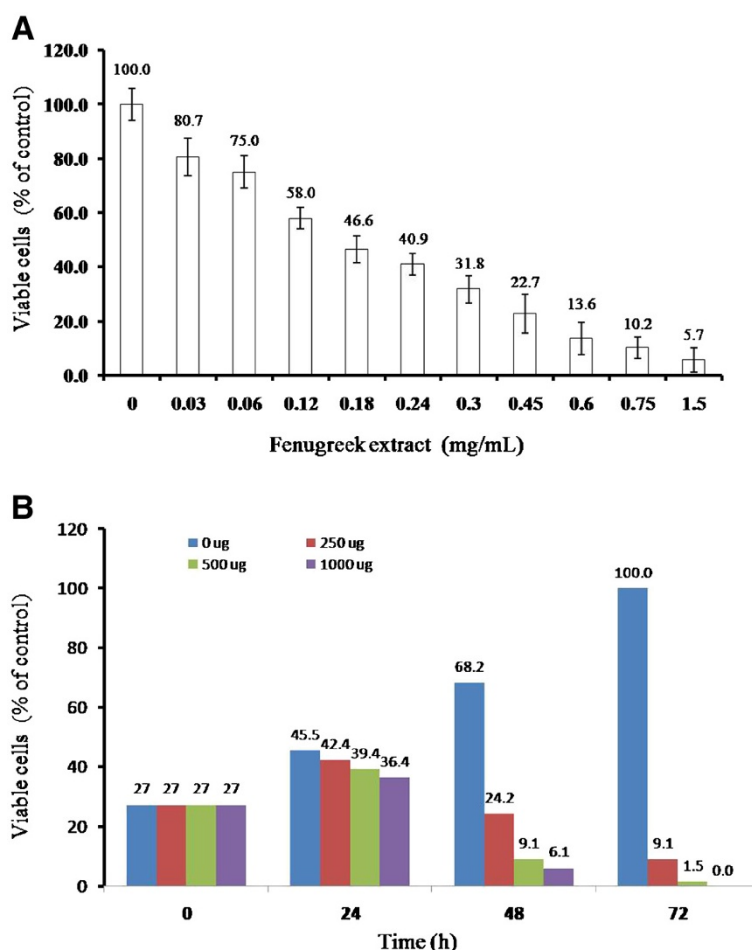 A
Viable cells (% of control)
120.0
100.0
80.0
60.0
40.0
20.0
0.0
100.0
80.7
75.0
58.0
46.6
40.9
31.8
22.7
13.6
10.2
5.7
0 0.03 0.06 0.12 0.18 0.24 0.3 0.45 0.6 0.75 1.5
Fenugreek extract (mg/mL)
B
Viable cells (% of control)
120
100
80
60
40
20
0
0 ug 250 ug
500 ug 1000 ug
27 27 27 27
45.5 42.4 39.4 36.4
68.2 24.2 9.1 6.1
100.0 9.1 1.5 0.0
0 24 48 72
Time (h)